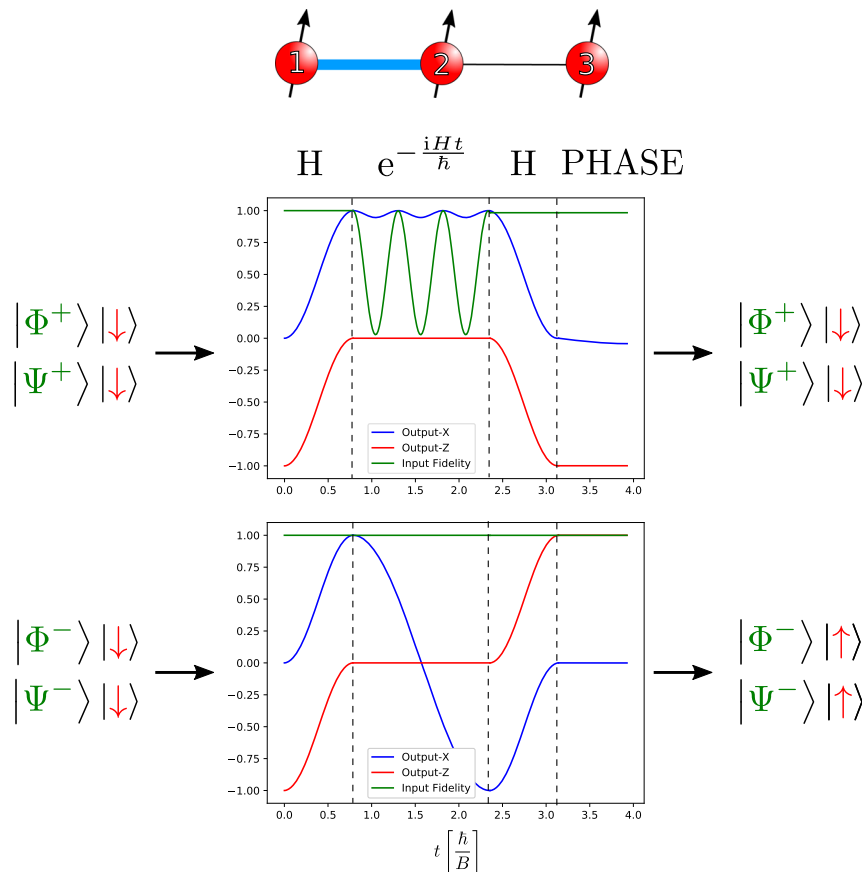 1 2 3
H e^{-\frac{iHt}{ħ}} H PHASE
1.00
0.75
0.50
0.25
0.00
−0.25
−0.50
−0.75
−1.00
Output-X
Output-Z
Input Fidelity
0.0 0.5 1.0 1.5 2.0 2.5 3.0 3.5 4.0
|Φ⁺⟩|↓⟩
|Ψ⁺⟩|↓⟩
|Φ⁺⟩|↓⟩
|Ψ⁺⟩|↓⟩
1.00
0.75
0.50
0.25
0.00
−0.25
−0.50
−0.75
−1.00
Output-X
Output-Z
Input Fidelity
0.0 0.5 1.0 1.5 2.0 2.5 3.0 3.5 4.0
|Φ⁻⟩|↓⟩
|Ψ⁻⟩|↓⟩
|Φ⁻⟩|↑⟩
|Ψ⁻⟩|↑⟩
t [ħ/B]